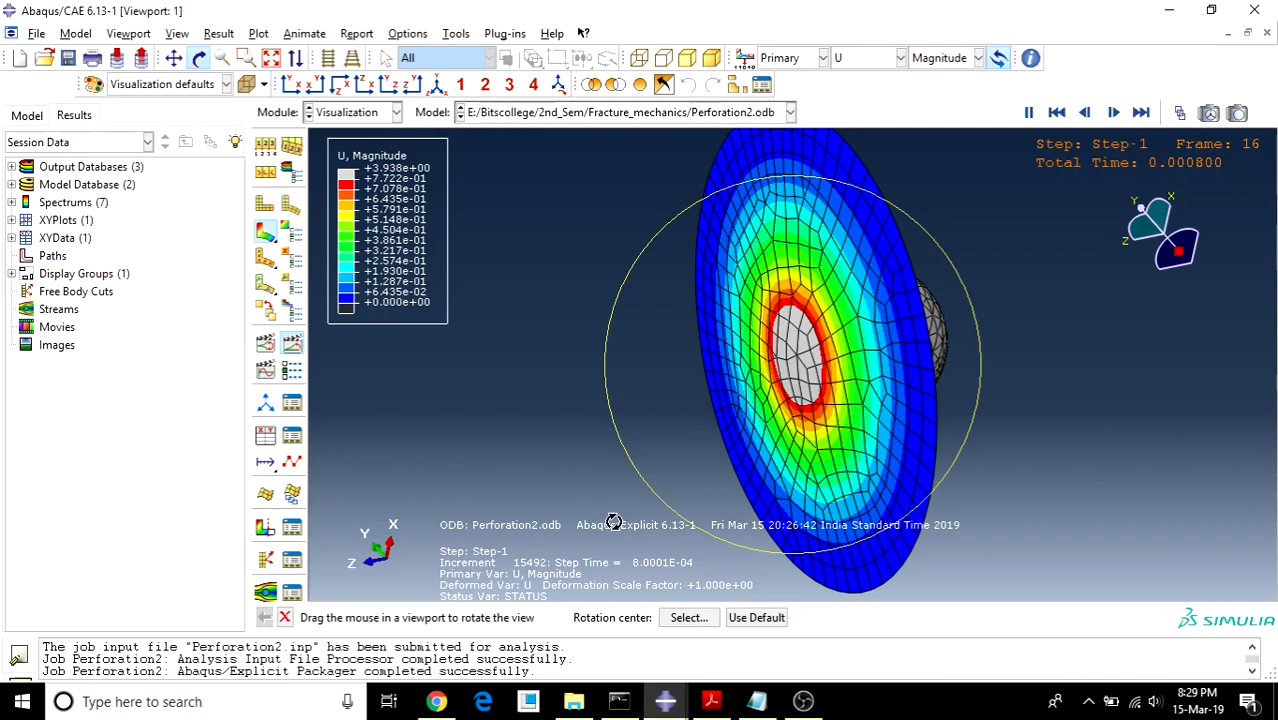 Abaqus/CAE 6.13-1 [Viewport: 1]
File Model Viewport View Result Plot Animate Report Options Tools Plug-ins Help
All Primary U Magnitude
Visualization defaults 1 2 3 4
Model Results Module: Visualization Model: E:/Bitscollege/2nd_Sem/Fracture_mechanics/Perforation2.odb
Session Data
Output Databases (3)
Model Database (2)
Spectrums (7)
XYPlots (1)
XYData (1)
Paths
Display Groups (1)
Free Body Cuts
Streams
Movies
Images
U, Magnitude
+3.938e+00
+7.722e-01
+7.078e-01
+6.435e-01
+5.791e-01
+5.148e-01
+4.504e-01
+3.861e-01
+3.217e-01
+2.574e-01
+1.930e-01
+1.287e-01
+6.435e-02
+0.000e+00
Step: Step-1 Frame: 16
Total Time: 0.000800
Y X
Z
X
Y
Z
ODB: Perforation2.odb Explicit 6.13-1 Fri Mar 15 20:26:42 India Standard Time 2019
Step: Step-1
Increment 15492: Step Time = 8.0001E-04
Primary Var: U, Magnitude
Deformed Var: U Deformation Scale Factor: +1.000e+00
Status Var: STATUS
Drag the mouse in a viewport to rotate the view Rotation center: Select... Use Default
SIMULIA
The job input file "Perforation2.inp" has been submitted for analysis.
Job Perforation2: Analysis Input File Processor completed successfully.
Job Perforation2: Abaqus/Explicit Packager completed successfully.
Type here to search
8:29 PM
15-Mar-19